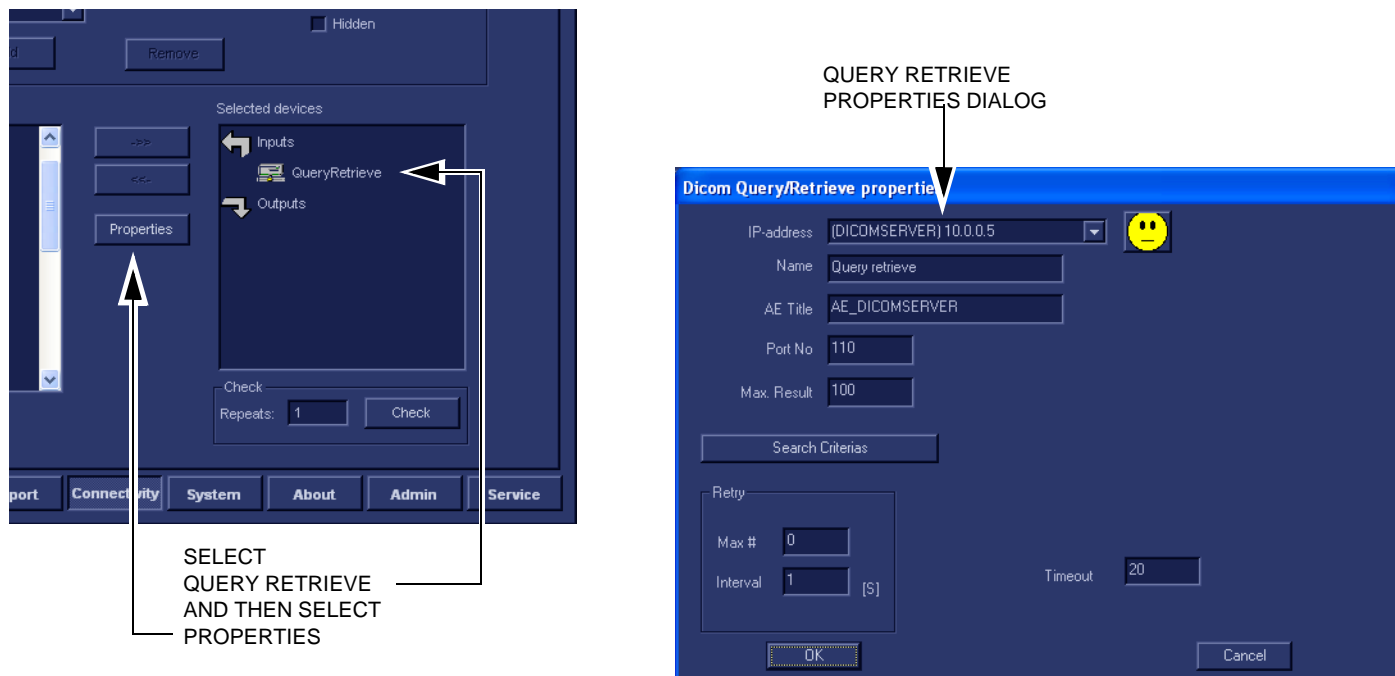 Hidden
d
Remove
Selected devices
->>
<<-
Properties
Inputs
QueryRetrieve
Outputs
Check
Repeats: 1 Check
port Connectivity System About Admin Service
SELECT
QUERY RETRIEVE
AND THEN SELECT
PROPERTIES
QUERY RETRIEVE
PROPERTIES DIALOG
Dicom Query/Retrieve propertie
IP-address (DICOMSERVER) 10.0.0.5
Name Query retrieve
AE Title AE_DICOMSERVER
Port No 110
Max. Result 100
Search Criterias
Retry
Max # 0
Interval 1 [S]
Timeout 20
OK Cancel